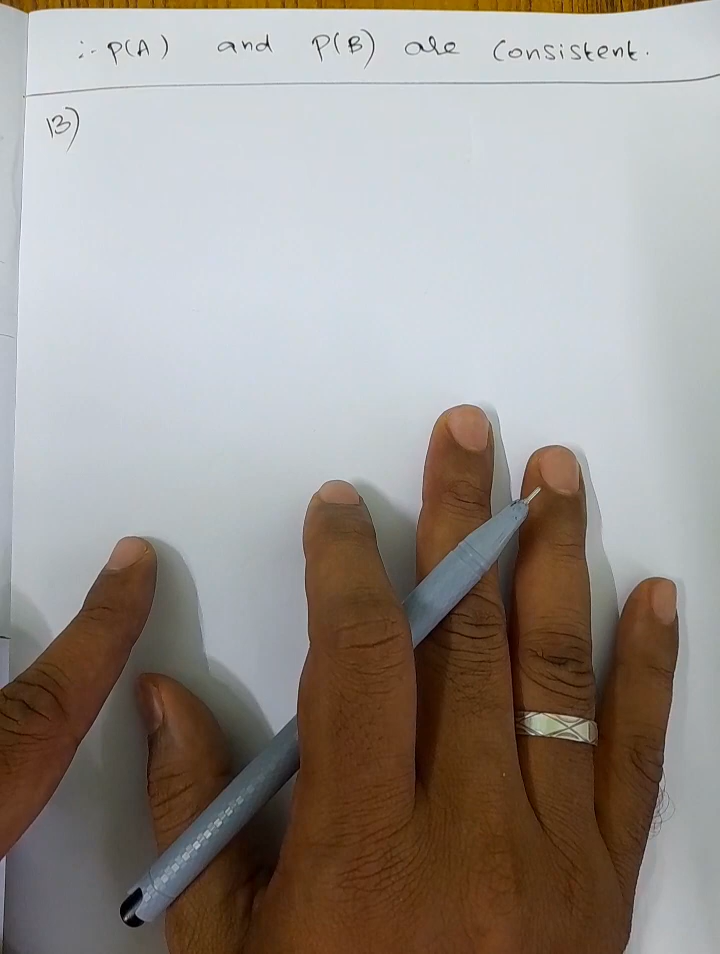 ∴ P(A) and P(B) are consistent.
13)